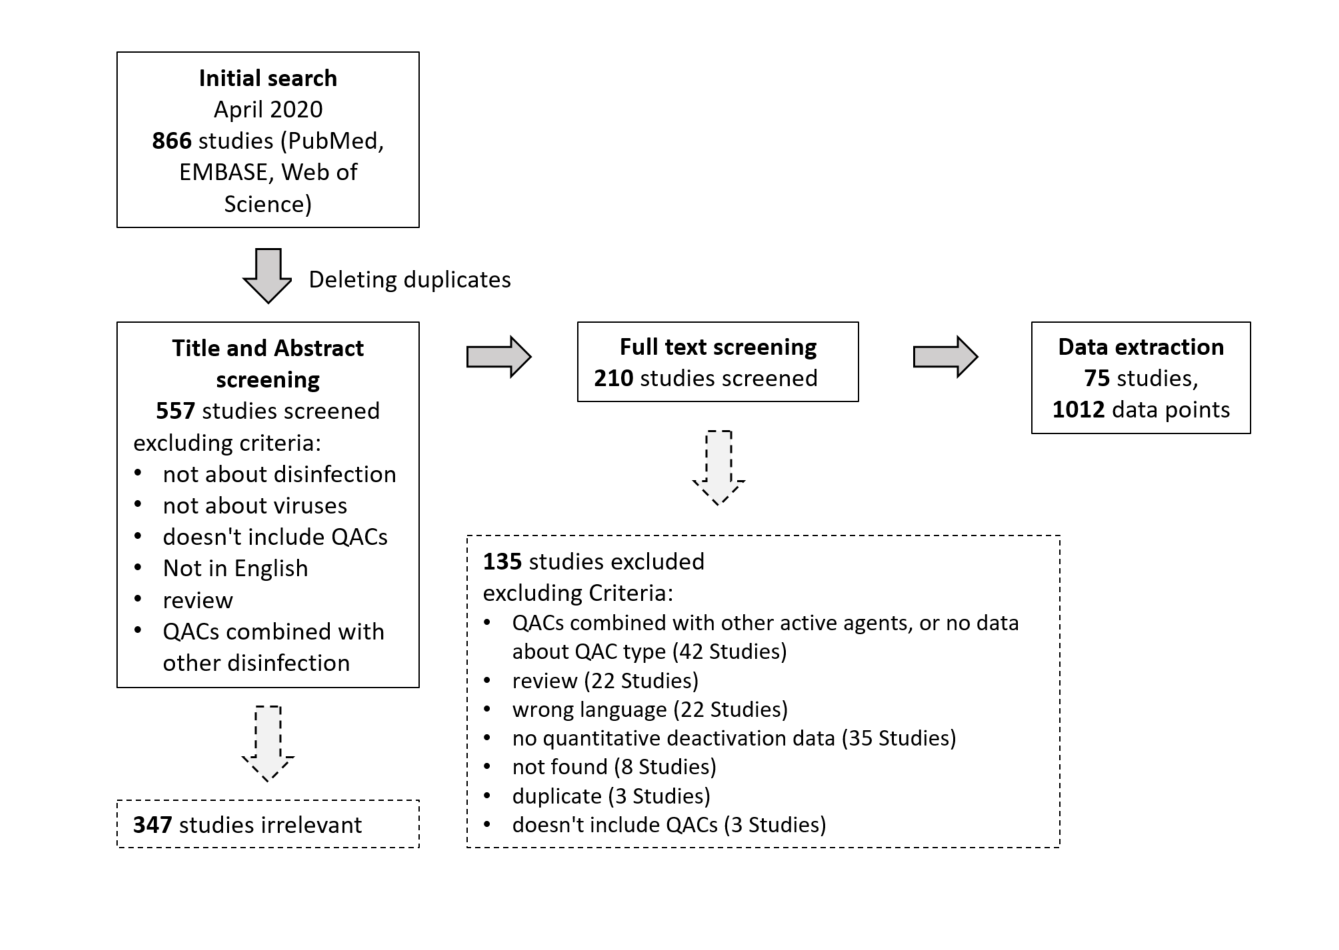 Initial search
April 2020
866 studies (PubMed,
EMBASE, Web of
Science)
Deleting duplicates
Title and Abstract
screening
557 studies screened
excluding criteria:
• not about disinfection
• not about viruses
• doesn't include QACs
• Not in English
• review
• QACs combined with
other disinfection
347 studies irrelevant
Full text screening
210 studies screened
135 studies excluded
excluding Criteria:
• QACs combined with other active agents, or no data
about QAC type (42 Studies)
• review (22 Studies)
• wrong language (22 Studies)
• no quantitative deactivation data (35 Studies)
• not found (8 Studies)
• duplicate (3 Studies)
• doesn't include QACs (3 Studies)
Data extraction
75 studies,
1012 data points